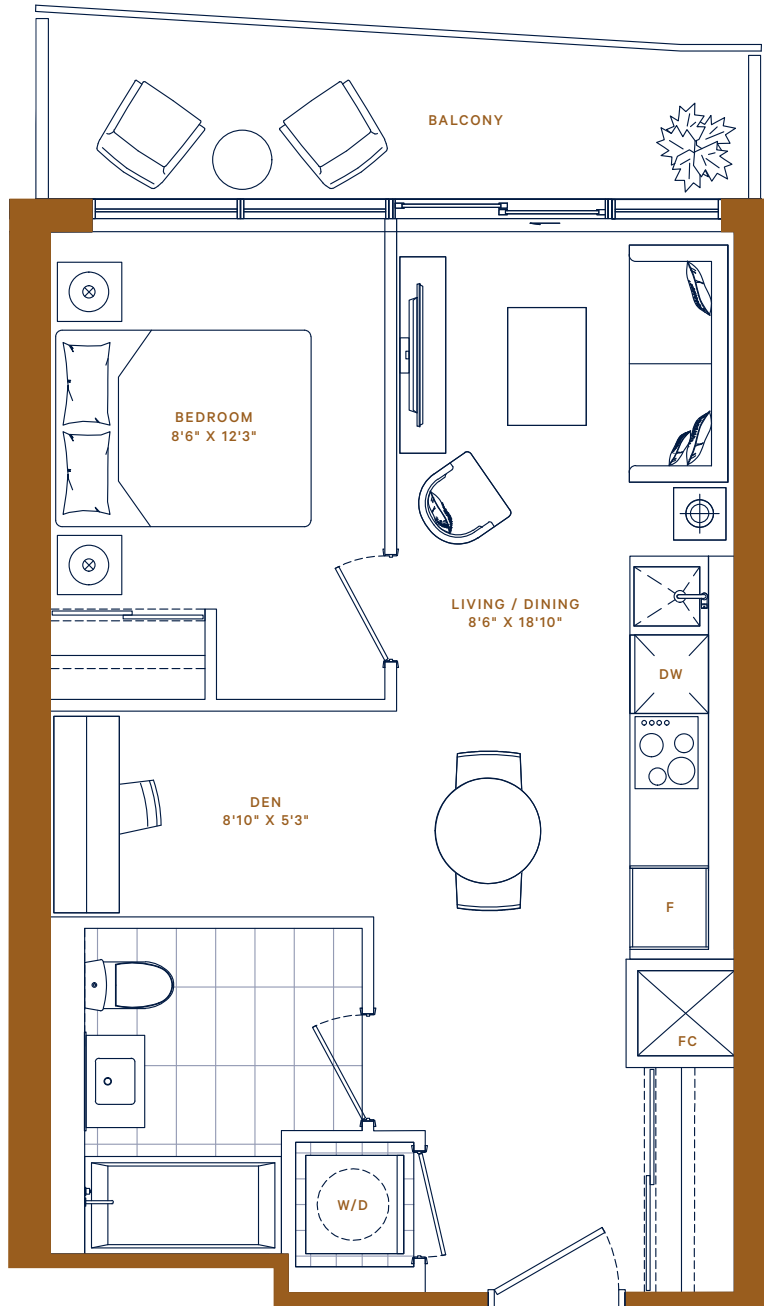 BALCONY
BEDROOM
8'6" X 12'3"
LIVING / DINING
8'6" X 18'10"
DW
DEN
8'10" X 5'3"
F
FC
W/D